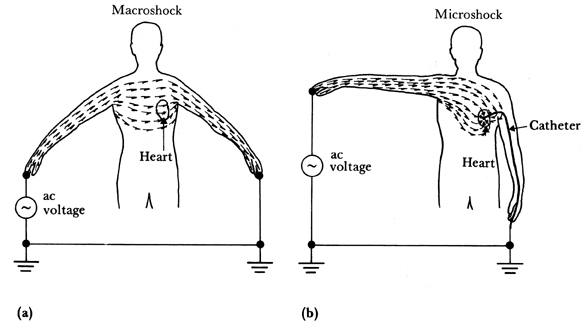 Macroshock
Heart
ac
voltage
(a)
Microshock
Catheter
Heart
ac
voltage
(b)